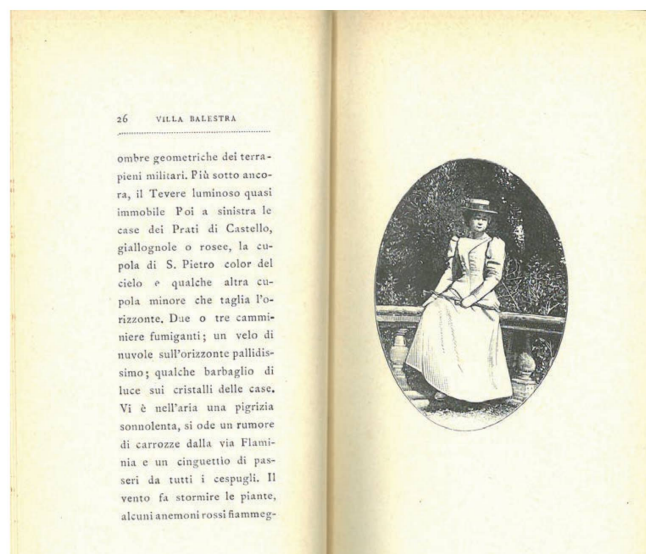 26 VILLA BALESTRA
ombre geometriche dei terra-
pieni militari. Più sotto anco-
ra, il Tevere luminoso quasi
immobile Poi a sinistra le
case dei Prati di Castello,
giallognole o rosee, la cu-
pola di S. Pietro color del
cielo e qualche altra cu-
pola minore che taglia l'o-
rizzonte. Due o tre cammi-
niere fumiganti; un velo di
nuvole sull'orizzonte pallidis-
simo; qualche barbaglio di
luce sui cristalli delle case.
Vi è nell'aria una pigrizia
sonnolenta, si ode un rumore
di carrozze dalla via Flami-
nia e un cinguettio di pas-
seri da tutti i cespugli. Il
vento fa stormire le piante,
alcuni anemoni rossi fiammeg-